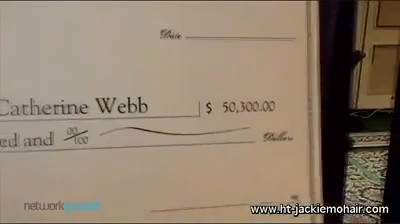 Date
Catherine Webb $ 50,300.00
ed and 00/100 Dollars
network
www.ht-jackiemohair.com